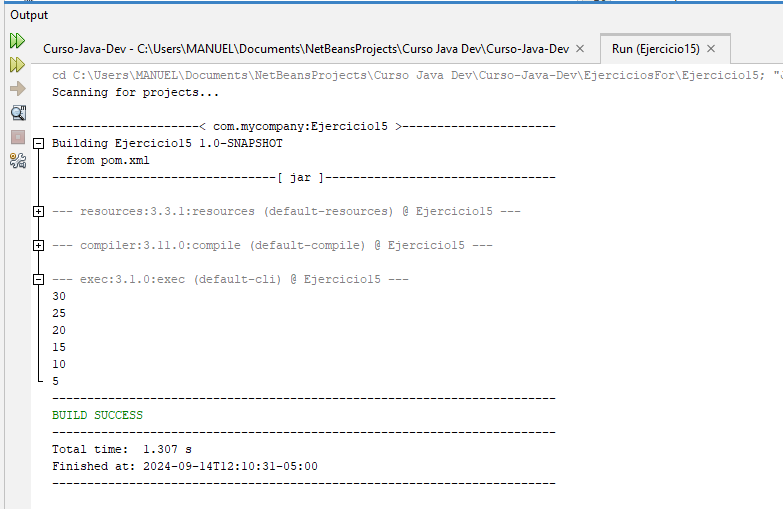 Output
Curso-Java-Dev - C:\Users\MANUEL\Documents\NetBeansProjects\Curso Java Dev\Curso-Java-Dev × Run (Ejercicio15) ×
cd C:\Users\MANUEL\Documents\NetBeansProjects\Curso Java Dev\Curso-Java-Dev\EjerciciosFor\Ejercicio15; "J
Scanning for projects...
---------------------< com.mycompany:Ejercicio15 >----------------------
Building Ejercicio15 1.0-SNAPSHOT
from pom.xml
--------------------------------[ jar ]---------------------------------
--- resources:3.3.1:resources (default-resources) @ Ejercicio15 ---
--- compiler:3.11.0:compile (default-compile) @ Ejercicio15 ---
--- exec:3.1.0:exec (default-cli) @ Ejercicio15 ---
30
25
20
15
10
5
------------------------------------------------------------------------
BUILD SUCCESS
------------------------------------------------------------------------
Total time:  1.307 s
Finished at: 2024-09-14T12:10:31-05:00
------------------------------------------------------------------------